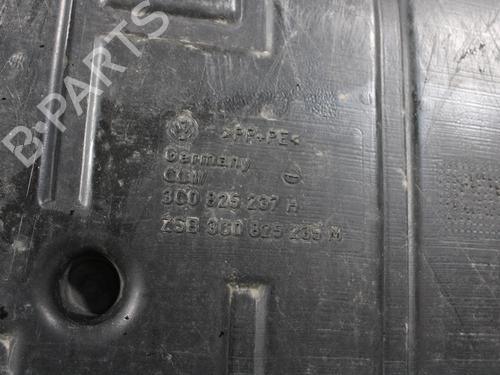 B-PARTS
>PP+PE<
Germany
3C0 825 237 H
ZSB 3C0 825 235 M